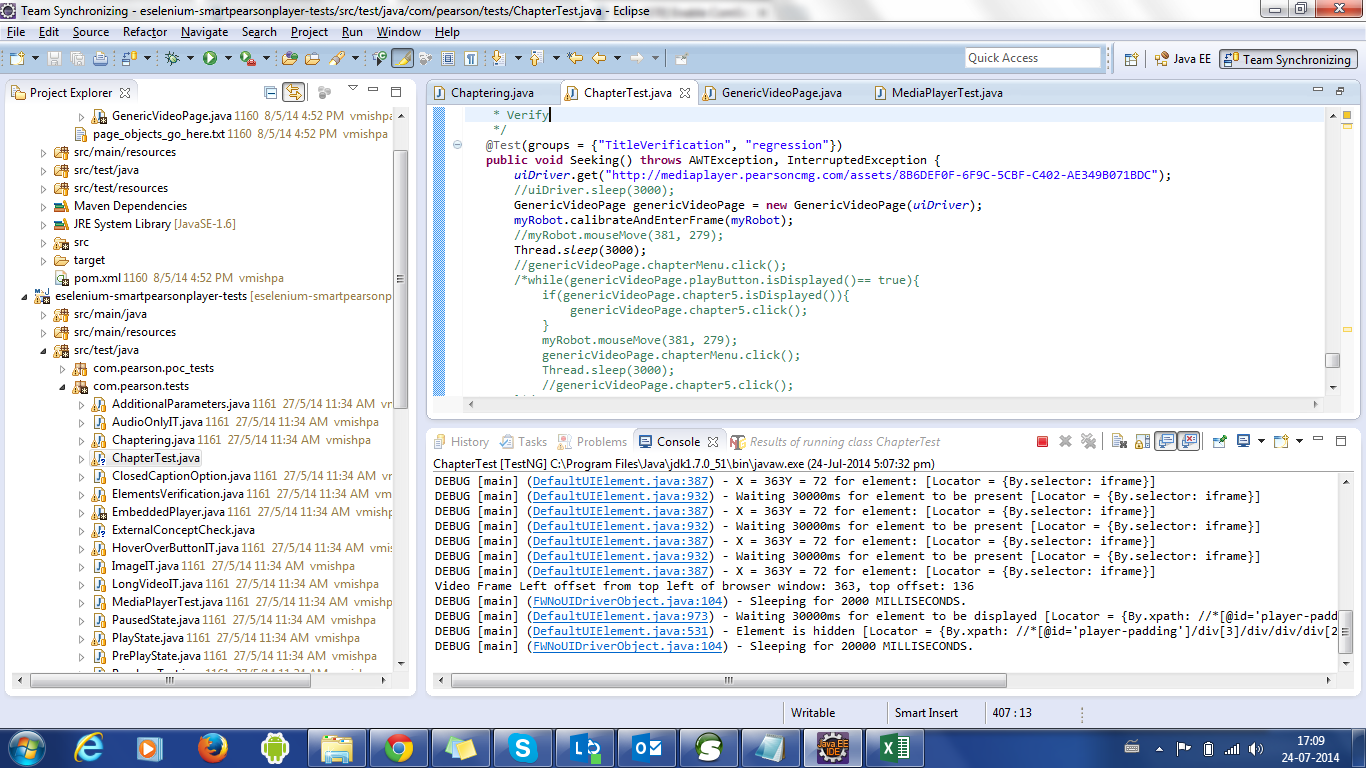 Team Synchronizing - eselenium-smartpearsonplayer-tests/src/test/java/com/pearson/tests/ChapterTest.java - Eclipse
File Edit Source Refactor Navigate Search Project Run Window Help
Quick Access
Java EE
Team Synchronizing
Project Explorer
GenericVideoPage.java 1160 8/5/14 4:52 PM vmishpa
page_objects_go_here.txt 1160 8/5/14 4:52 PM vmishpa
src/main/resources
src/test/java
src/test/resources
Maven Dependencies
JRE System Library [JavaSE-1.6]
src
target
pom.xml 1160 8/5/14 4:52 PM vmishpa
eselenium-smartpearsonplayer-tests [eselenium-smartpearsonp
src/main/java
src/main/resources
src/test/java
com.pearson.poc_tests
com.pearson.tests
AdditionalParameters.java 1161 27/5/14 11:34 AM vr
AudioOnlyIT.java 1161 27/5/14 11:34 AM vmishpa
Chaptering.java 1161 27/5/14 11:34 AM vmishpa
ChapterTest.java
ClosedCaptionOption.java 1161 27/5/14 11:34 AM vr
ElementsVerification.java 1161 27/5/14 11:34 AM vmi
EmbeddedPlayer.java 1161 27/5/14 11:34 AM vmishp
ExternalConceptCheck.java
HoverOverButtonIT.java 1161 27/5/14 11:34 AM vmi
ImageIT.java 1161 27/5/14 11:34 AM vmishpa
LongVideoIT.java 1161 27/5/14 11:34 AM vmishpa
MediaPlayerTest.java 1161 27/5/14 11:34 AM vmishpa
PausedState.java 1161 27/5/14 11:34 AM vmishpa
PlayState.java 1161 27/5/14 11:34 AM vmishpa
PrePlayState.java 1161 27/5/14 11:34 AM vmishpa
Chaptering.java
ChapterTest.java
GenericVideoPage.java
MediaPlayerTest.java
* Verify
*/
@Test(groups = {"TitleVerification", "regression"})
public void Seeking() throws AWTException, InterruptedException {
uiDriver.get("http://mediaplayer.pearsoncmg.com/assets/8B6DEF0F-6F9C-5CBF-C402-AE349B071BDC");
//uiDriver.sleep(3000);
GenericVideoPage genericVideoPage = new GenericVideoPage(uiDriver);
myRobot.calibrateAndEnterFrame(myRobot);
//myRobot.mouseMove(381, 279);
Thread.sleep(3000);
//genericVideoPage.chapterMenu.click();
/*while(genericVideoPage.playButton.isDisplayed()== true){
if(genericVideoPage.chapter5.isDisplayed()){
genericVideoPage.chapter5.click();
}
myRobot.mouseMove(381, 279);
genericVideoPage.chapterMenu.click();
Thread.sleep(3000);
//genericVideoPage.chapter5.click();
History
Tasks
Problems
Console
Results of running class ChapterTest
ChapterTest [TestNG] C:\Program Files\Java\jdk1.7.0_51\bin\javaw.exe (24-Jul-2014 5:07:32 pm)
DEBUG [main] (DefaultUIElement.java:387) - X = 363Y = 72 for element: [Locator = {By.selector: iframe}]
DEBUG [main] (DefaultUIElement.java:932) - Waiting 30000ms for element to be present [Locator = {By.selector: iframe}]
DEBUG [main] (DefaultUIElement.java:387) - X = 363Y = 72 for element: [Locator = {By.selector: iframe}]
DEBUG [main] (DefaultUIElement.java:932) - Waiting 30000ms for element to be present [Locator = {By.selector: iframe}]
DEBUG [main] (DefaultUIElement.java:387) - X = 363Y = 72 for element: [Locator = {By.selector: iframe}]
DEBUG [main] (DefaultUIElement.java:932) - Waiting 30000ms for element to be present [Locator = {By.selector: iframe}]
DEBUG [main] (DefaultUIElement.java:387) - X = 363Y = 72 for element: [Locator = {By.selector: iframe}]
Video Frame Left offset from top left of browser window: 363, top offset: 136
DEBUG [main] (FWNoUIDriverObject.java:104) - Sleeping for 2000 MILLISECONDS.
DEBUG [main] (DefaultUIElement.java:973) - Waiting 30000ms for element to be displayed [Locator = {By.xpath: //*[@id='player-padd
DEBUG [main] (DefaultUIElement.java:531) - Element is hidden [Locator = {By.xpath: //*[@id='player-padding']/div[3]/div/div/div[2
DEBUG [main] (FWNoUIDriverObject.java:104) - Sleeping for 20000 MILLISECONDS.
Writable
Smart Insert
407 : 13
Java EE
IDE
17:09
24-07-2014